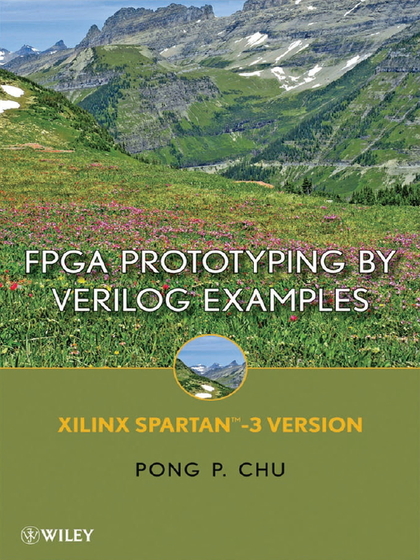 FPGA PROTOTYPING BY
VERILOG EXAMPLES
XILINX SPARTAN™-3 VERSION
PONG P. CHU
WILEY